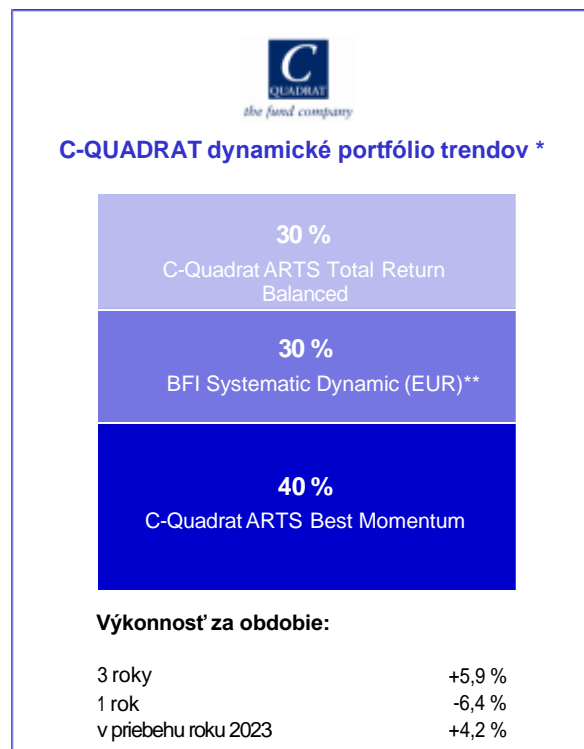 C
QUADRAT
the fund company
C-QUADRAT dynamické portfólio trendov *
30 %
C-Quadrat ARTS Total Return
Balanced
30 %
BFI Systematic Dynamic (EUR)**
40 %
C-Quadrat ARTS Best Momentum
Výkonnosť za obdobie:
3 roky +5,9 %
1 rok -6,4 %
v priebehu roku 2023 +4,2 %